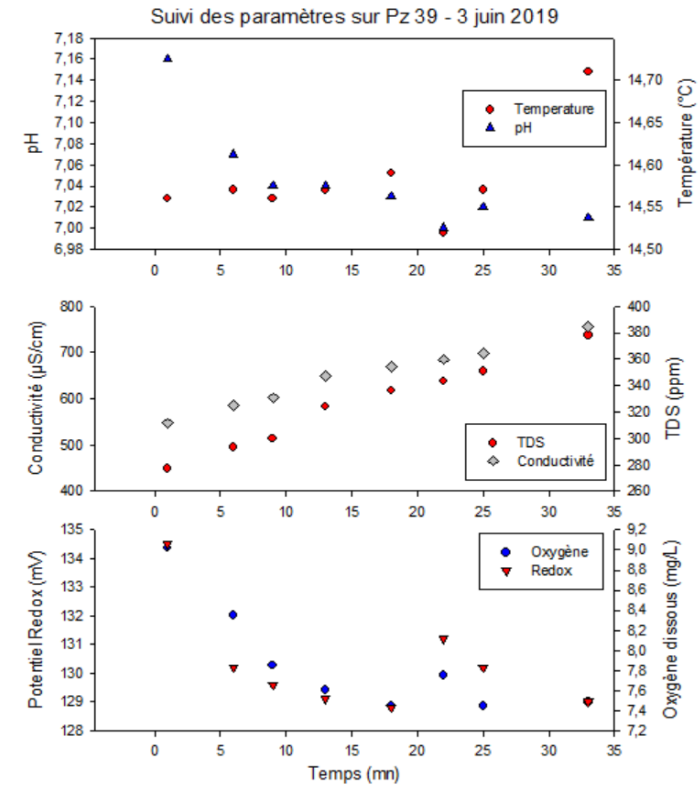 Suivi des paramètres sur Pz 39 - 3 juin 2019
pH
7,18
7,16
7,14
7,12
7,10
7,08
7,06
7,04
7,02
7,00
6,98
Temperature
pH
14,70
14,65
14,60
14,55
14,50
Température (°C)
0 5 10 15 20 25 30 35
Conductivité (µS/cm)
800
700
600
500
400
TDS
Conductivité
400
380
360
340
320
300
280
260
TDS (ppm)
0 5 10 15 20 25 30 35
Potentiel Redox (mV)
135
134
133
132
131
130
129
128
Oxygène
Redox
9,2
9,0
8,8
8,6
8,4
8,2
8,0
7,8
7,6
7,4
7,2
Oxygène dissous (mg/L)
0 5 10 15 20 25 30 35
Temps (mn)